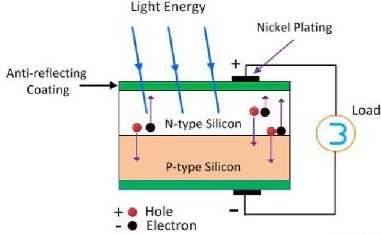 Light Energy
Nickel Plating
+
Anti-reflecting
Coating
Load
N-type Silicon
P-type Silicon
-
+ Hole
- Electron